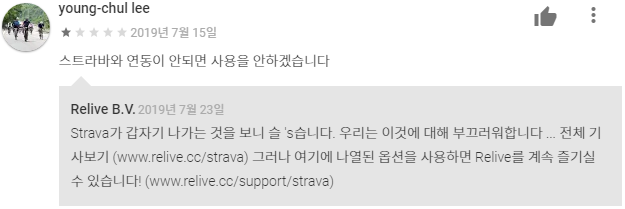 young-chul lee
2019년 7월 15일
스트라바와 연동이 안되면 사용을 안하겠습니다
Relive B.V. 2019년 7월 23일
Strava가 갑자기 나가는 것을 보니 슬 's습니다. 우리는 이것에 대해 부끄러워합니다 ... 전체 기
사보기 (www.relive.cc/strava) 그러나 여기에 나열된 옵션을 사용하면 Relive를 계속 즐기실
수 있습니다! (www.relive.cc/support/strava)